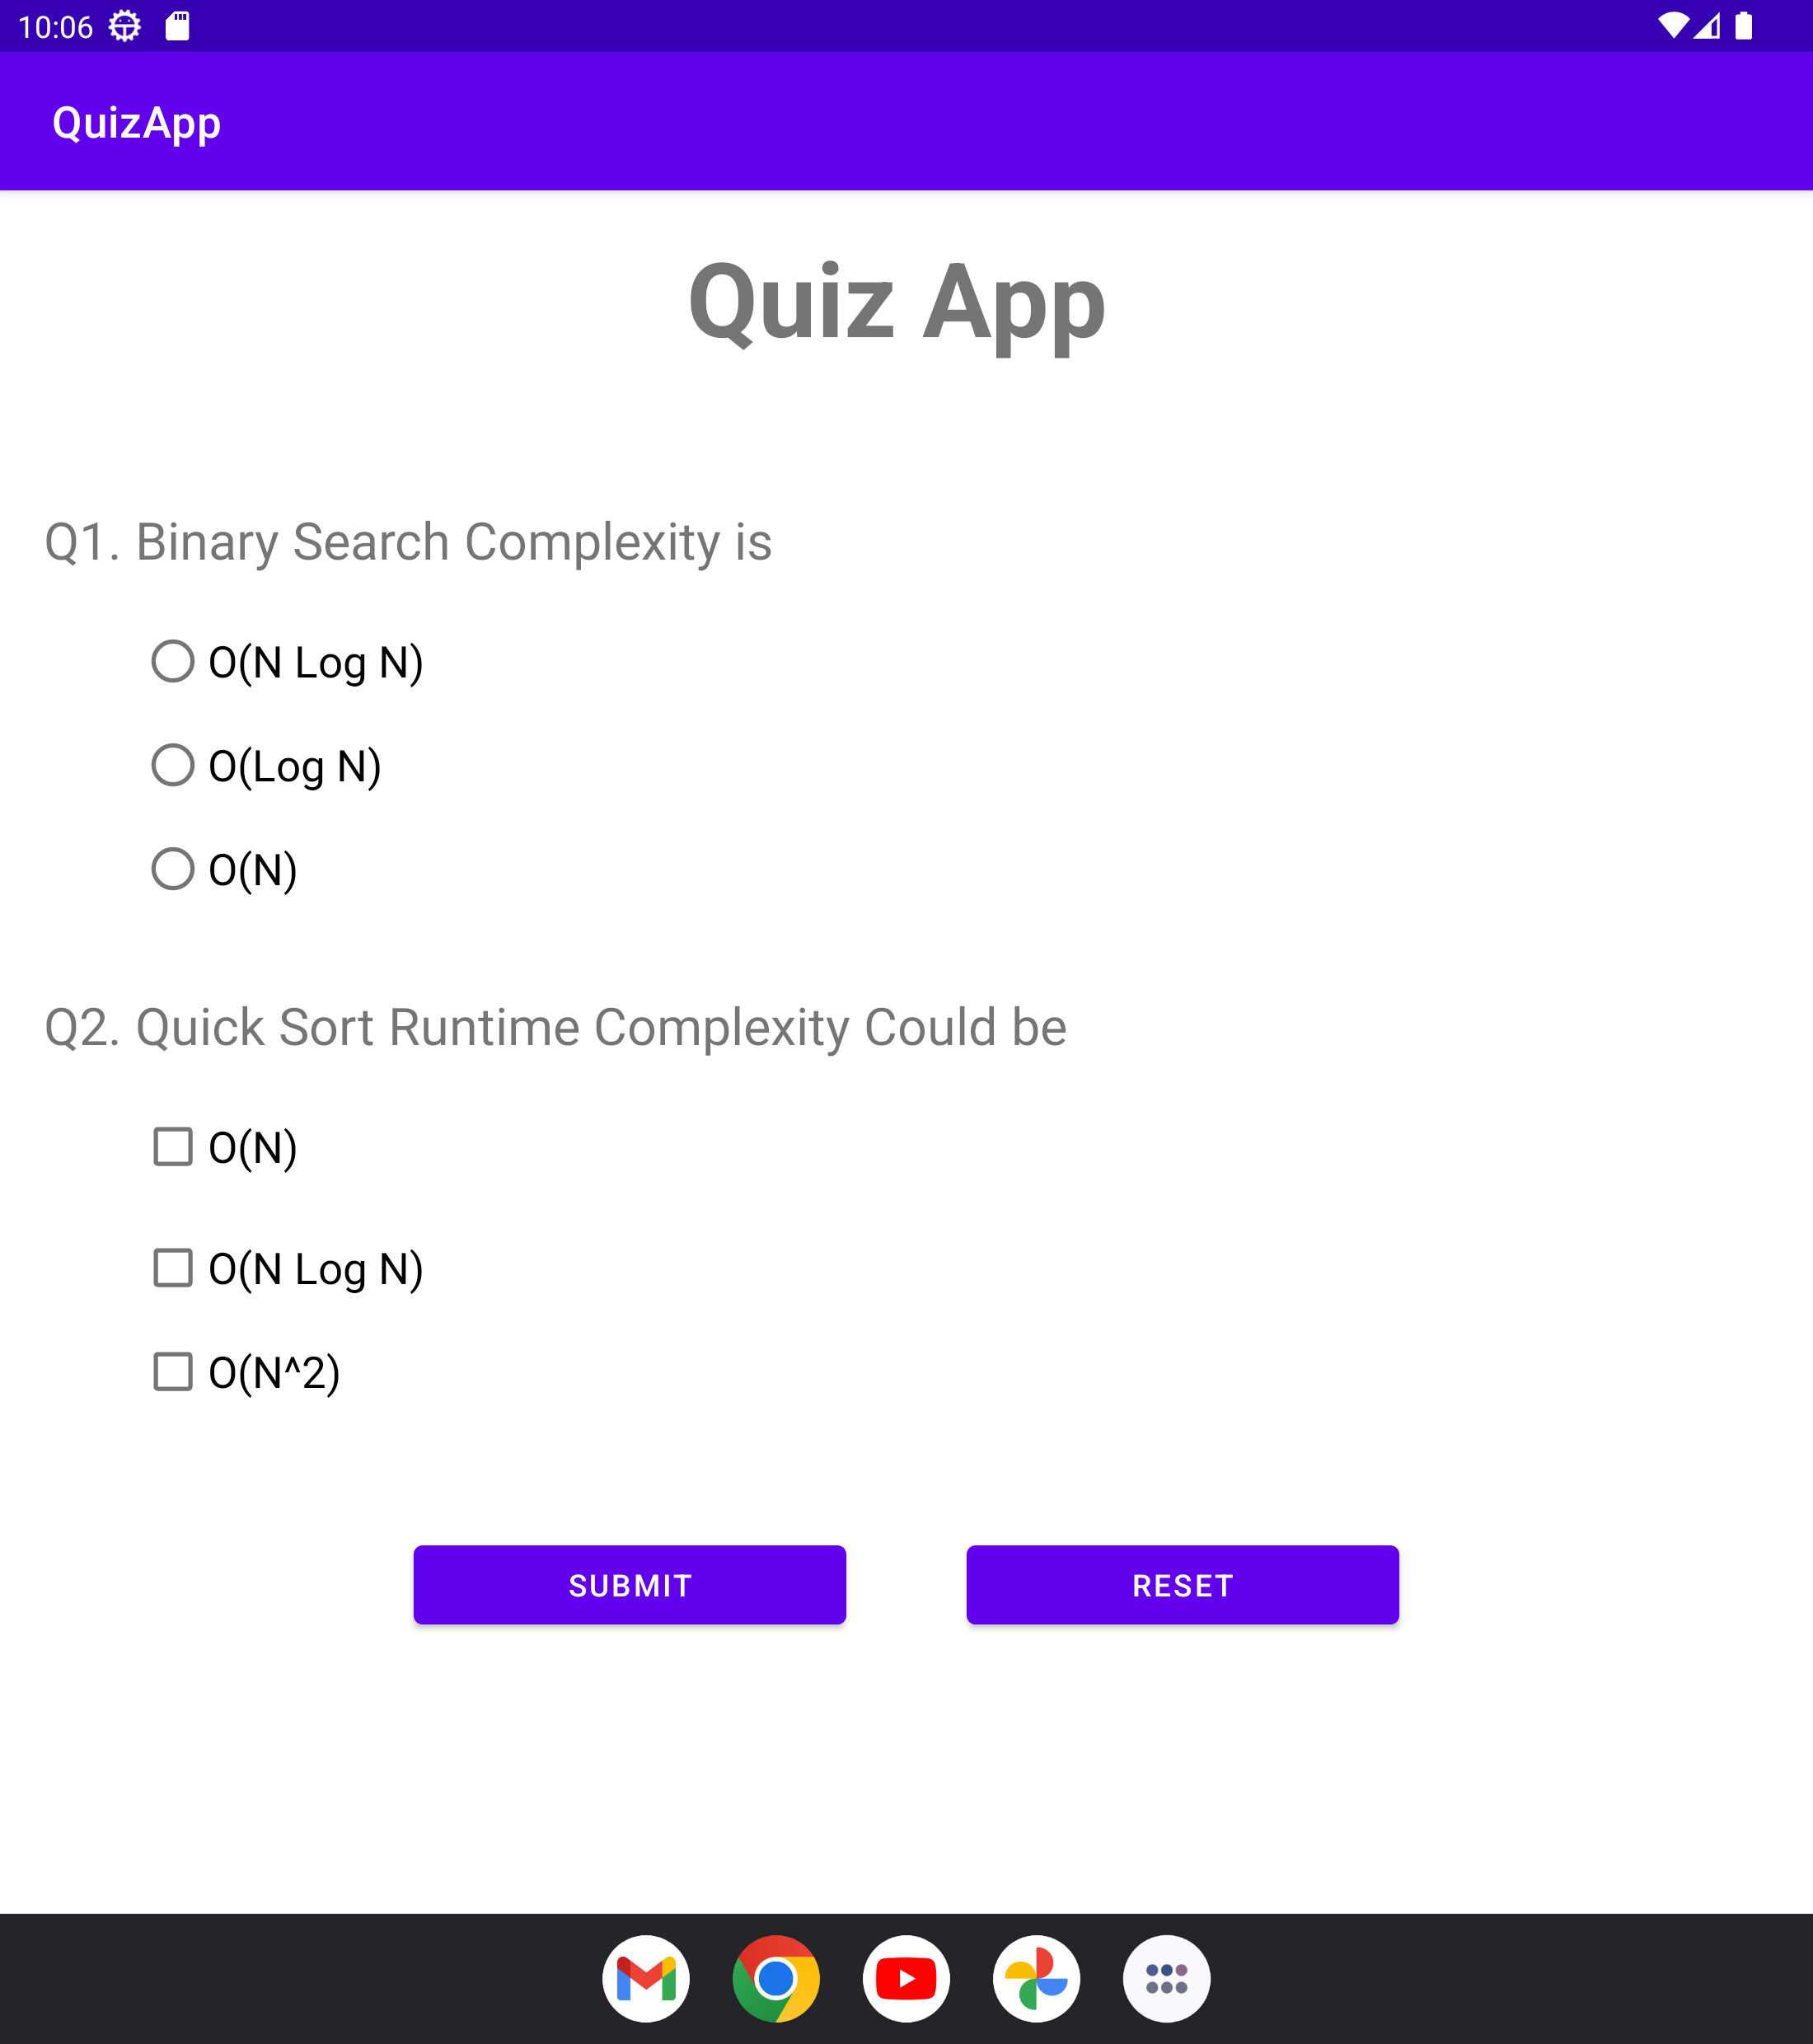 10:06
QuizApp
Quiz App
Q1. Binary Search Complexity is
O(N Log N)
O(Log N)
O(N)
Q2. Quick Sort Runtime Complexity Could be
O(N)
O(N Log N)
O(N^2)
SUBMIT
RESET